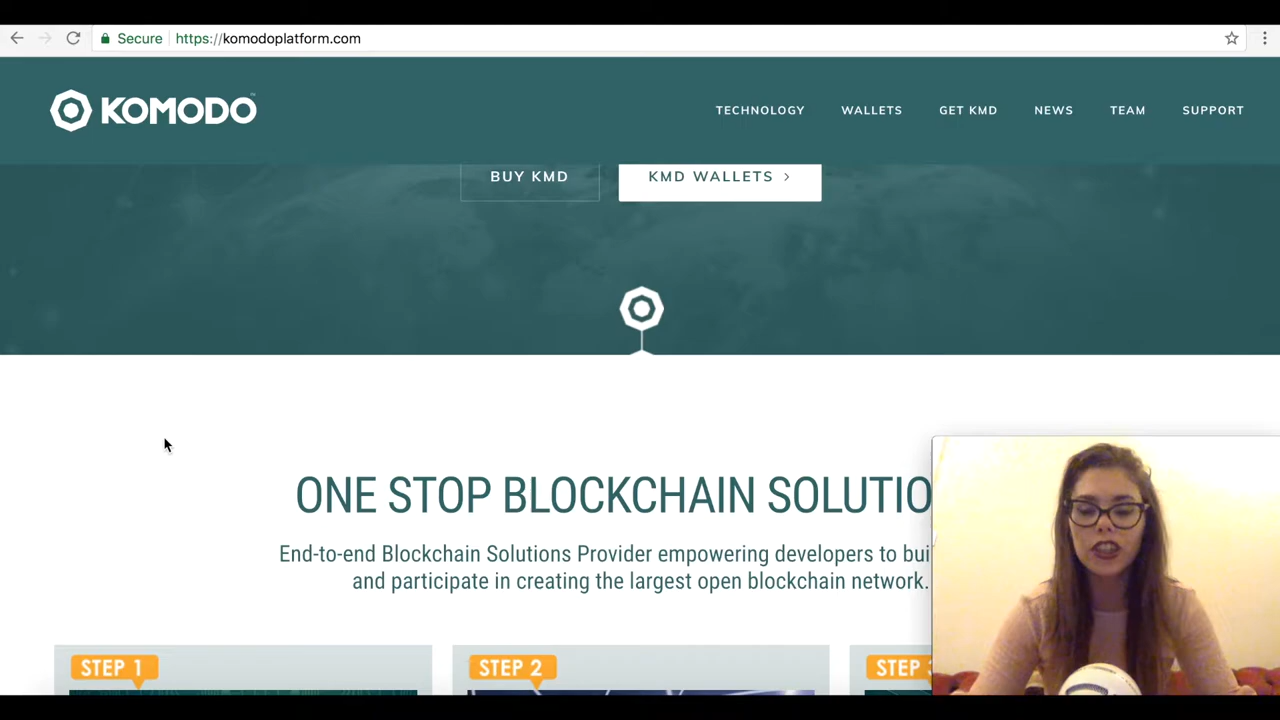 Secure https://komodoplatform.com
KOMODO
TECHNOLOGY WALLETS GET KMD NEWS TEAM SUPPORT
BUY KMD KMD WALLETS >
ONE STOP BLOCKCHAIN SOLUTIO
End-to-end Blockchain Solutions Provider empowering developers to bui
and participate in creating the largest open blockchain network.
STEP 1 STEP 2 STEP